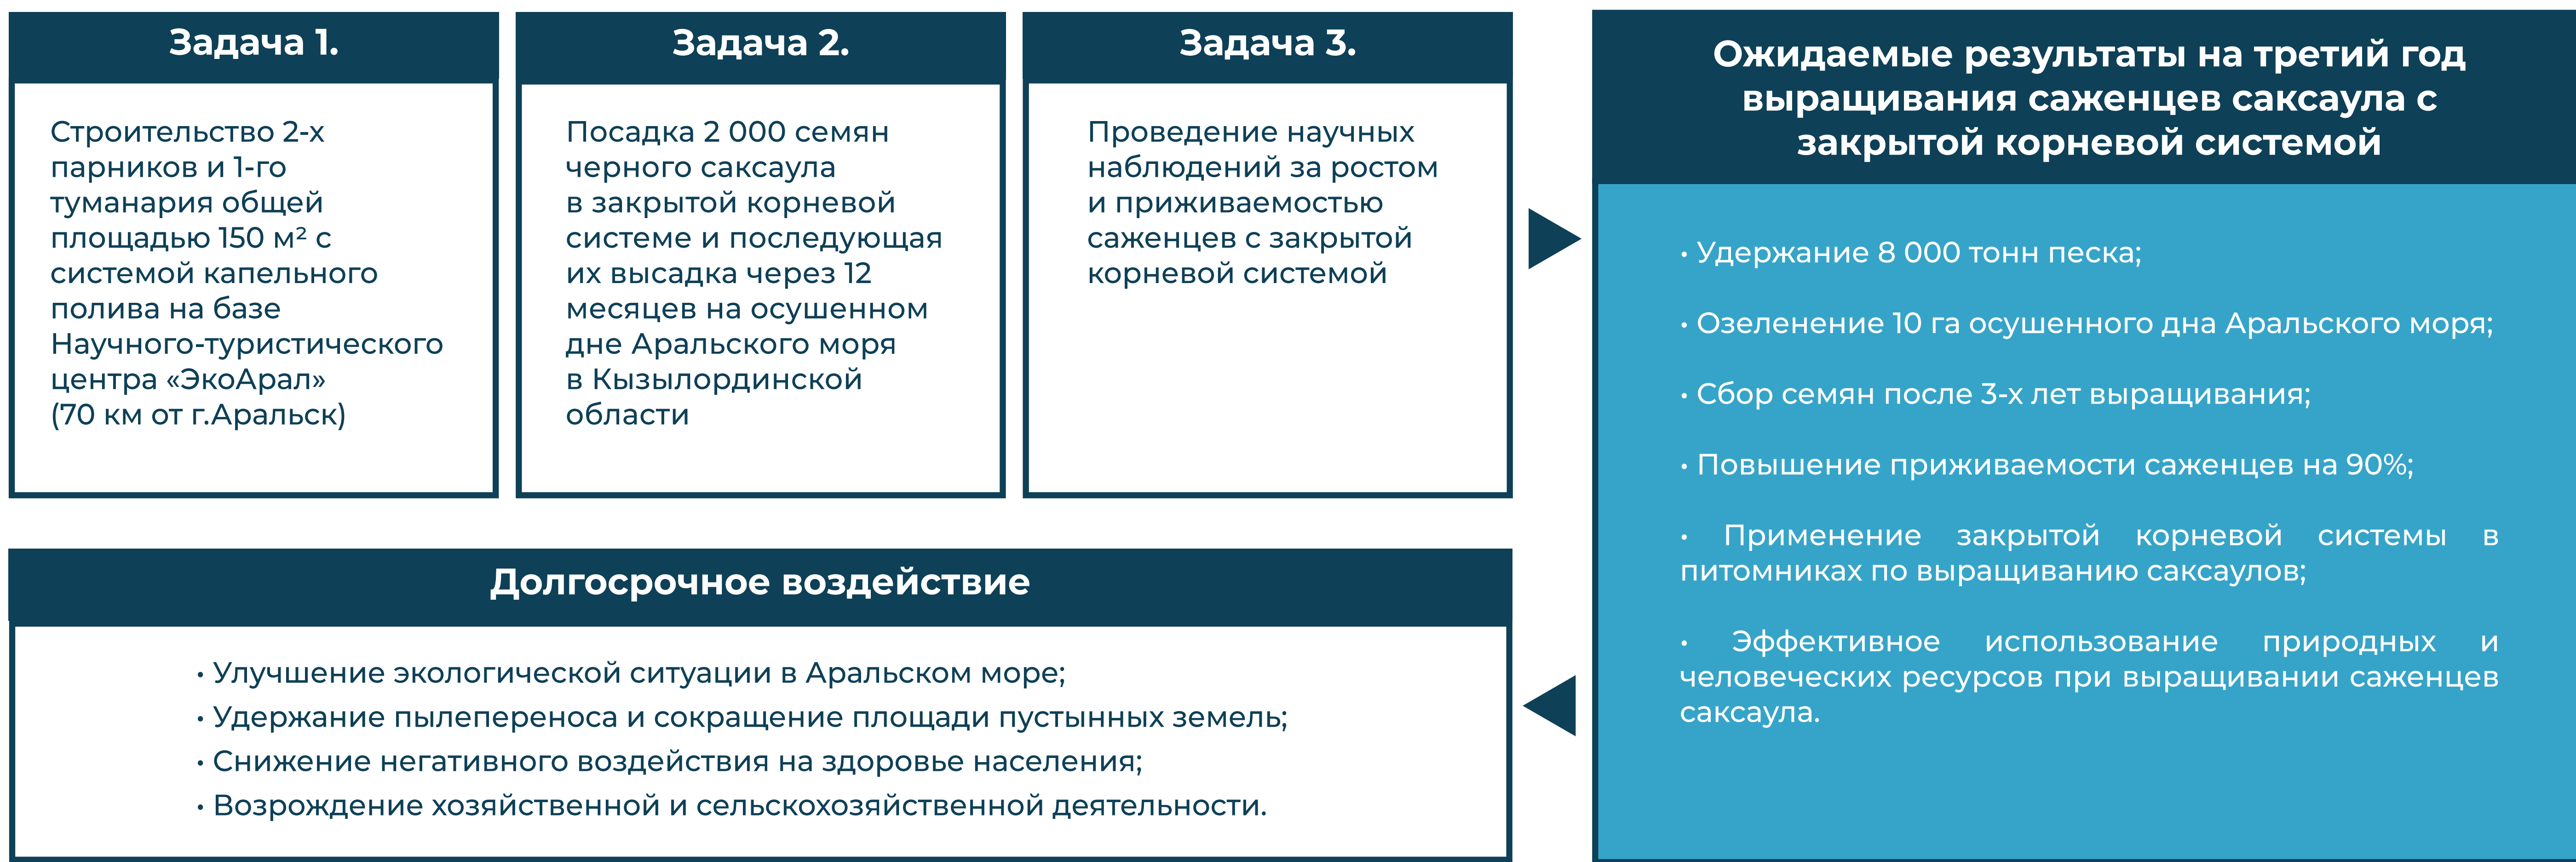 Задача 1.
Строительство 2-х
парников и 1-го
туманария общей
площадью 150 м² с
системой капельного
полива на базе
Научного-туристического
центра «ЭкоАрал»
(70 км от г.Аральск)
Задача 2.
Посадка 2 000 семян
черного саксаула
в закрытой корневой
системе и последующая
их высадка через 12
месяцев на осушенном
дне Аральского моря
в Кызылординской
области
Задача 3.
Проведение научных
наблюдений за ростом
и приживаемостью
саженцев с закрытой
корневой системой
Ожидаемые результаты на третий год
выращивания саженцев саксаула с
закрытой корневой системой
• Удержание 8 000 тонн песка;
• Озеленение 10 га осушенного дна Аральского моря;
• Сбор семян после 3-х лет выращивания;
• Повышение приживаемости саженцев на 90%;
• Применение закрытой корневой системы в
питомниках по выращиванию саксаулов;
• Эффективное использование природных и
человеческих ресурсов при выращивании саженцев
саксаула.
Долгосрочное воздействие
• Улучшение экологической ситуации в Аральском море;
• Удержание пылепереноса и сокращение площади пустынных земель;
• Снижение негативного воздействия на здоровье населения;
• Возрождение хозяйственной и сельскохозяйственной деятельности.